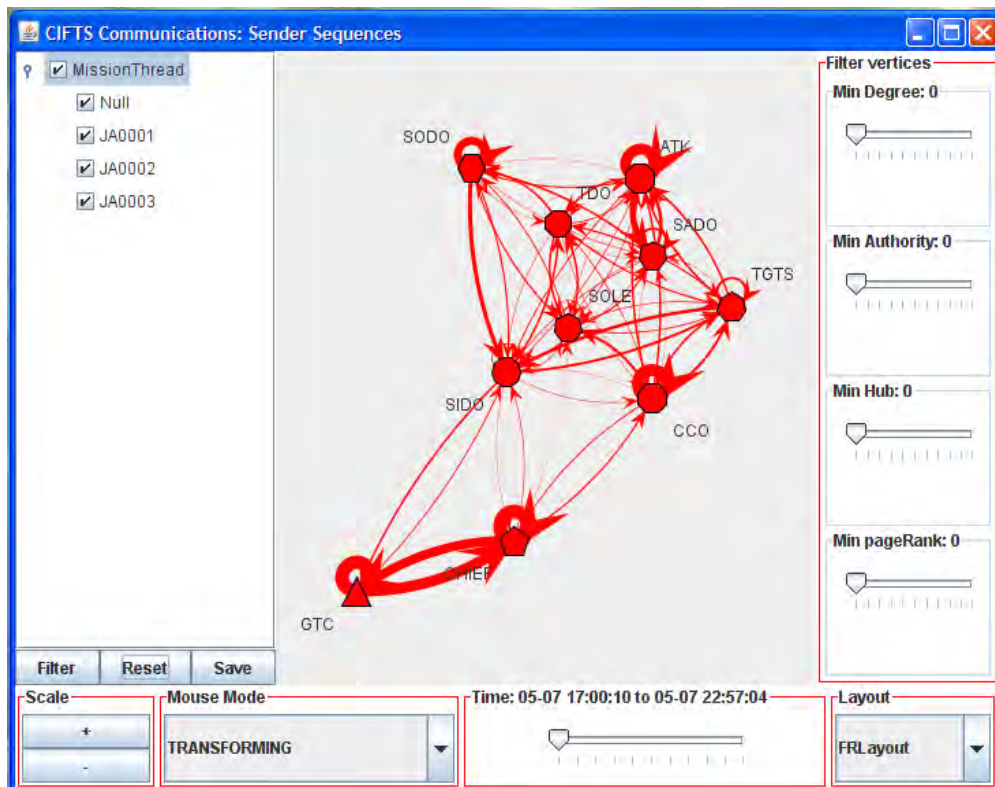 CIFTS Communications: Sender Sequences
MissionThread
Null
JA0001
JA0002
JA0003
SODO
ATK
TDO
SADO
TGTS
SOLE
SIDO
CCO
CHIEF
GTC
Filter vertices
Min Degree: 0
Min Authority: 0
Min Hub: 0
Min pageRank: 0
Filter
Reset
Save
Scale
+
-
Mouse Mode
TRANSFORMING
Time: 05-07 17:00:10 to 05-07 22:57:04
Layout
FRLayout